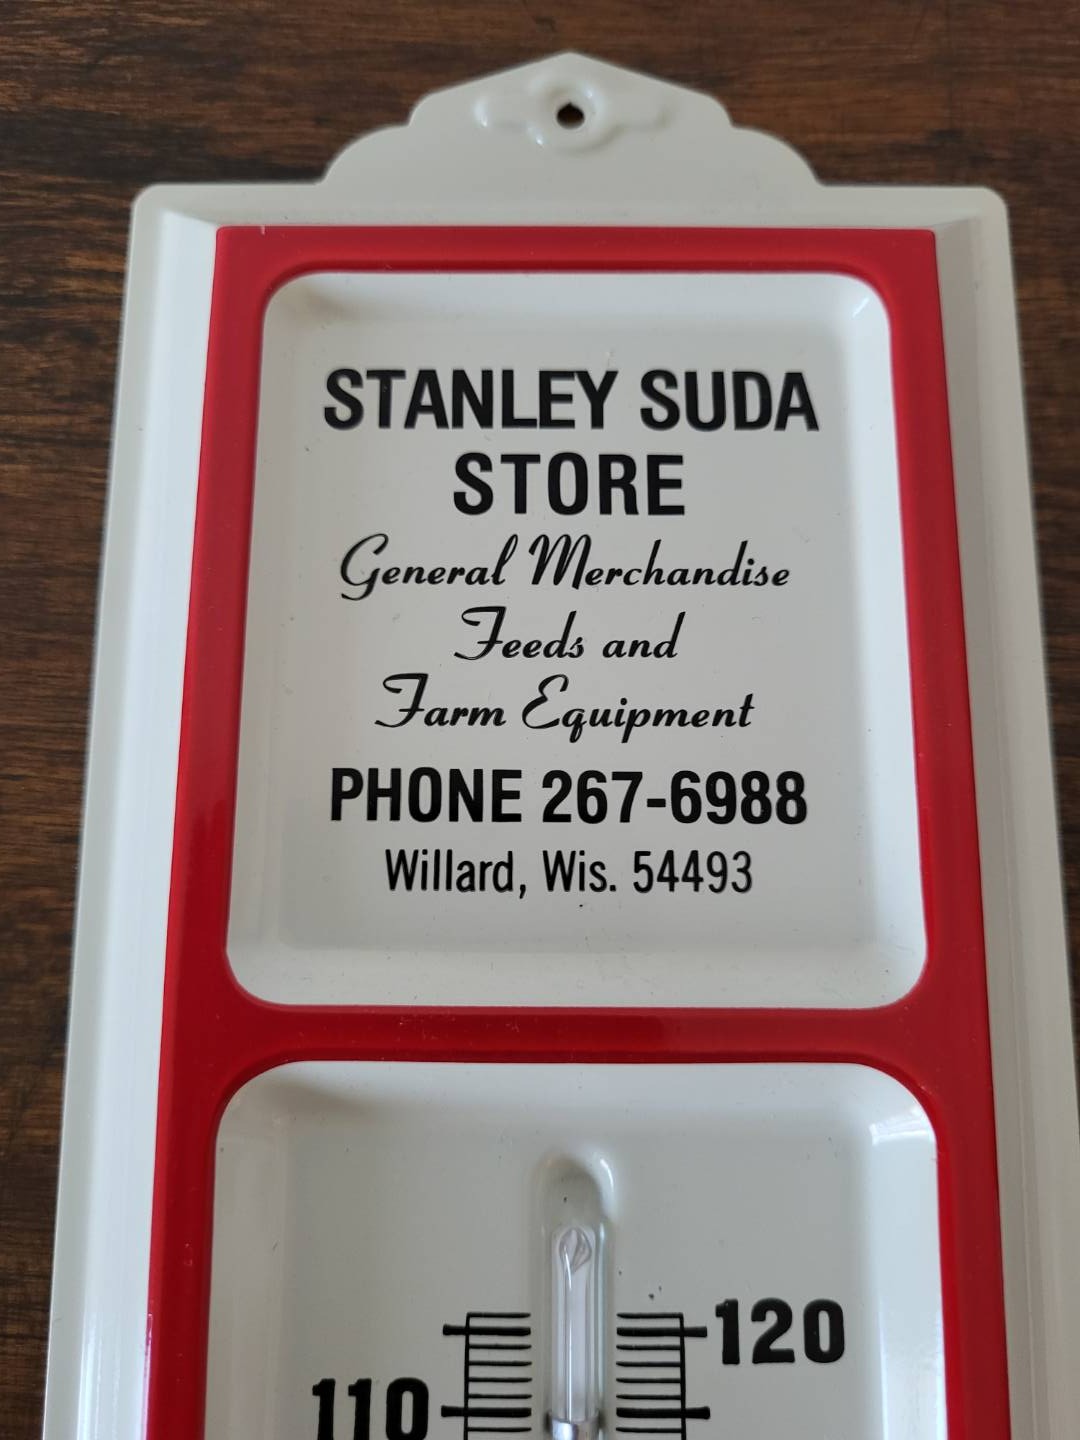 STANLEY SUDA
STORE
General Merchandise
Feeds and
Farm Equipment
PHONE 267-6988
Willard, Wis. 54493
120
110